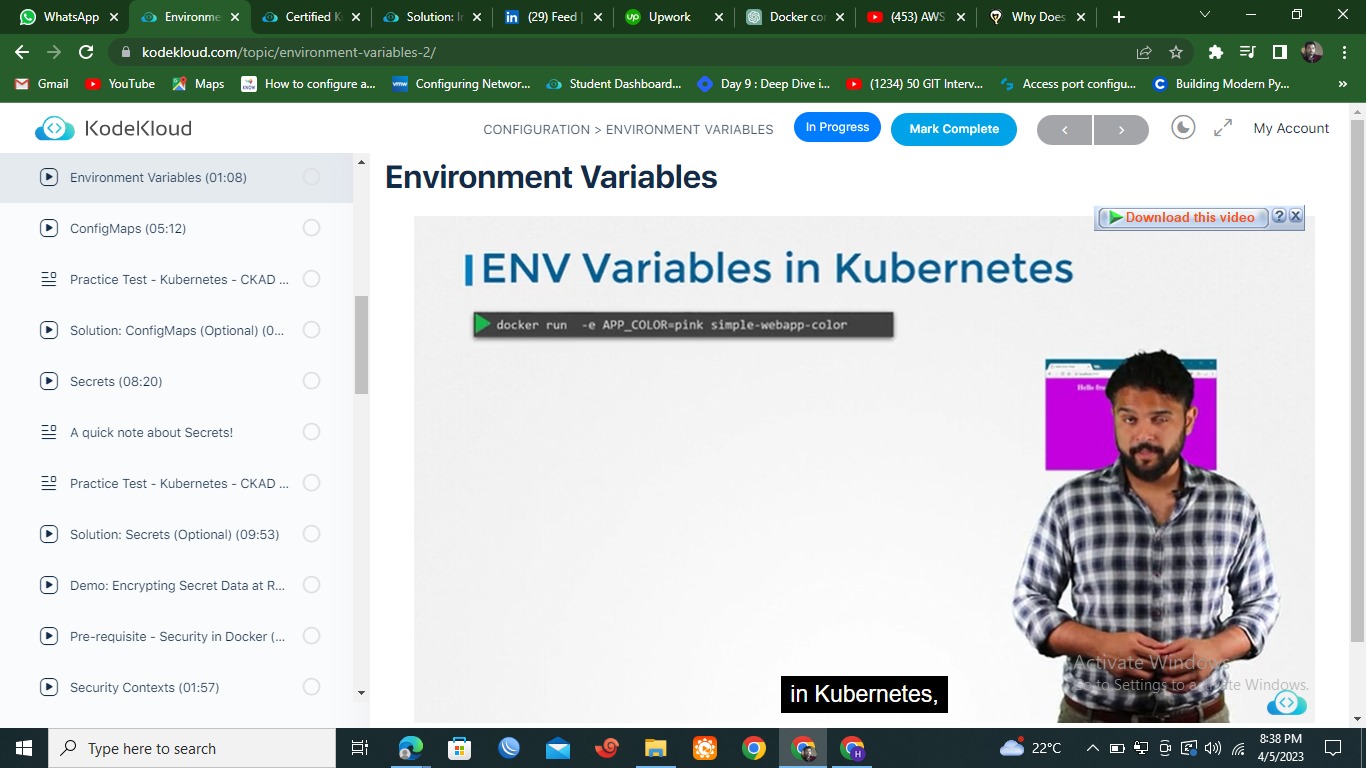 WhatsApp
Environme
Certified K
Solution: I
(29) Feed |
Upwork
Docker co
(453) AWS
Why Does
kodekloud.com/topic/environment-variables-2/
Gmail
YouTube
Maps
How to configure a...
Configuring Networ...
Student Dashboard...
Day 9 : Deep Dive i...
(1234) 50 GIT Interv...
Access port configu...
Building Modern Py...
»
KodeKloud
CONFIGURATION > ENVIRONMENT VARIABLES
In Progress
Mark Complete
My Account
Environment Variables (01:08)
ConfigMaps (05:12)
Practice Test - Kubernetes - CKAD ...
Solution: ConfigMaps (Optional) (0...
Secrets (08:20)
A quick note about Secrets!
Practice Test - Kubernetes - CKAD ...
Solution: Secrets (Optional) (09:53)
Demo: Encrypting Secret Data at R...
Pre-requisite - Security in Docker (...
Security Contexts (01:57)
Environment Variables
Download this video
?
X
ENV Variables in Kubernetes
docker run -e APP_COLOR=pink simple-webapp-color
in Kubernetes,
Activate Windows
Go to Settings to activate Windows.
Type here to search
22°C
8:38 PM
4/5/2023